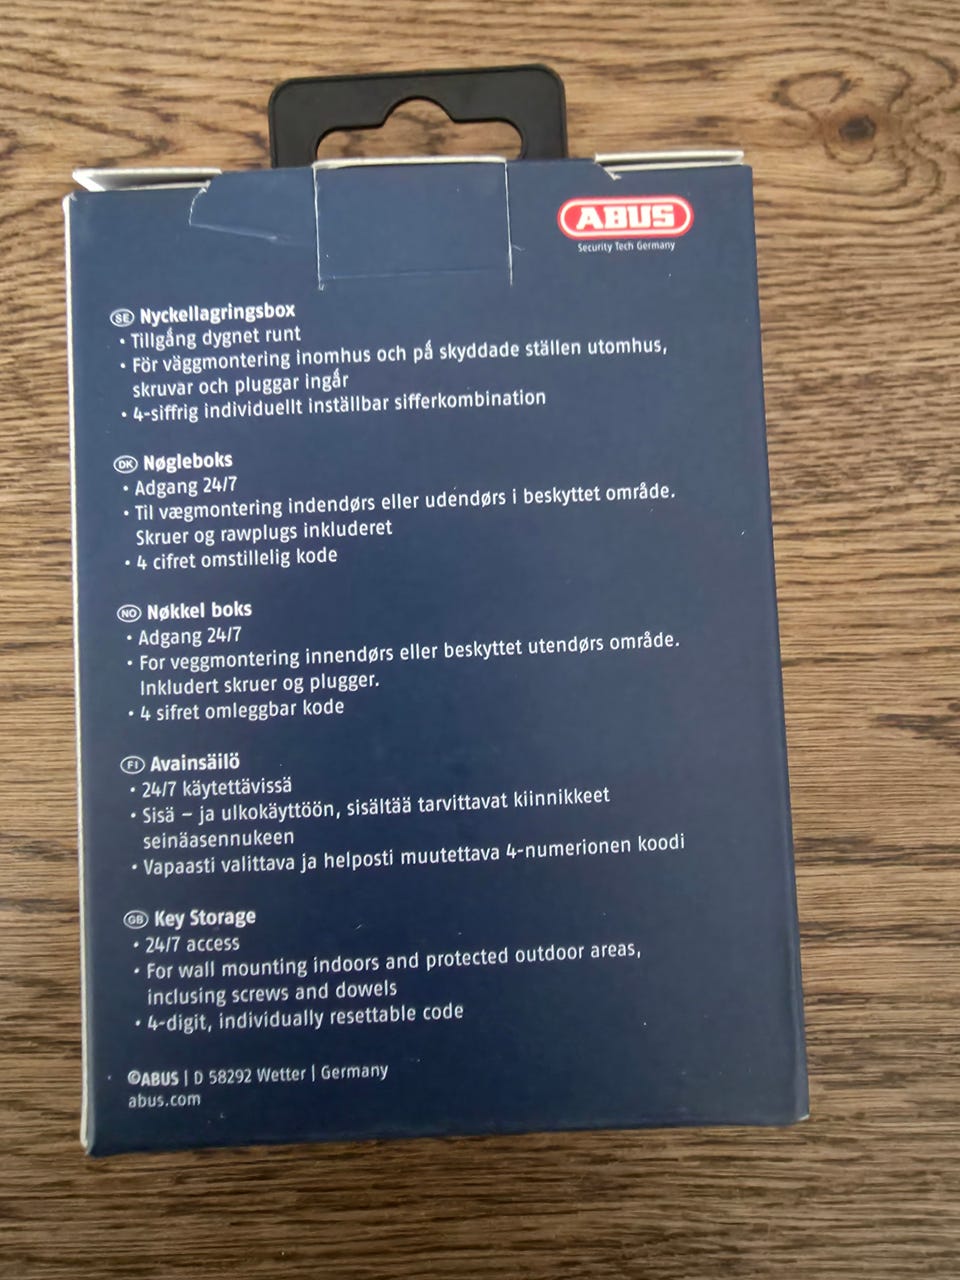 ABUS
Security Tech Germany
SE Nyckellagringsbox
• Tillgång dygnet runt
• För väggmontering inomhus och på skyddade ställen utomhus,
skruvar och pluggar ingår
• 4-siffrig individuellt inställbar sifferkombination
DK Nøgleboks
• Adgang 24/7
• Til vægmontering indendørs eller udendørs i beskyttet område.
Skruer og rawplugs inkluderet
• 4 cifret omstillelig kode
NO Nøkkel boks
• Adgang 24/7
• For veggmontering innendørs eller beskyttet utendørs område.
Inkludert skruer og plugger.
• 4 sifret omleggbar kode
FI Avainsäilö
• 24/7 käytettävissä
• Sisä – ja ulkokäyttöön, sisältää tarvittavat kiinnikkeet
seinäasennukeen
• Vapaasti valittava ja helposti muutettava 4-numerionen koodi
GB Key Storage
• 24/7 access
• For wall mounting indoors and protected outdoor areas,
inclusing screws and dowels
• 4-digit, individually resettable code
©ABUS | D 58292 Wetter | Germany
abus.com